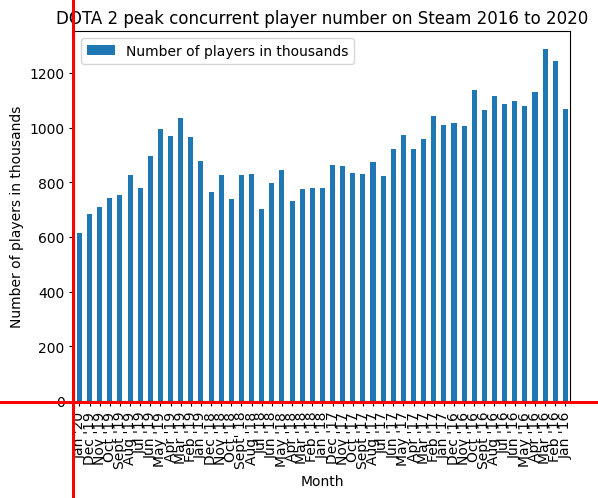 DOTA 2 peak concurrent player number on Steam 2016 to 2020
Number of players in thousands
Number of players in thousands
1200
1000
800
600
400
200
0
Jan '20
Dec '19
Nov '19
Oct '19
Sept '19
Aug '19
Jul '19
Jun '19
May '19
Apr '19
Mar '19
Feb '19
Jan '19
Dec '18
Nov '18
Oct '18
Sept '18
Aug '18
Jul '18
Jun '18
May '18
Apr '18
Mar '18
Feb '18
Jan '18
Dec '17
Nov '17
Oct '17
Sept '17
Aug '17
Jul '17
Jun '17
May '17
Apr '17
Mar '17
Feb '17
Jan '17
Dec '16
Nov '16
Oct '16
Sept '16
Aug '16
Jul '16
Jun '16
May '16
Apr '16
Mar '16
Feb '16
Jan '16
Month